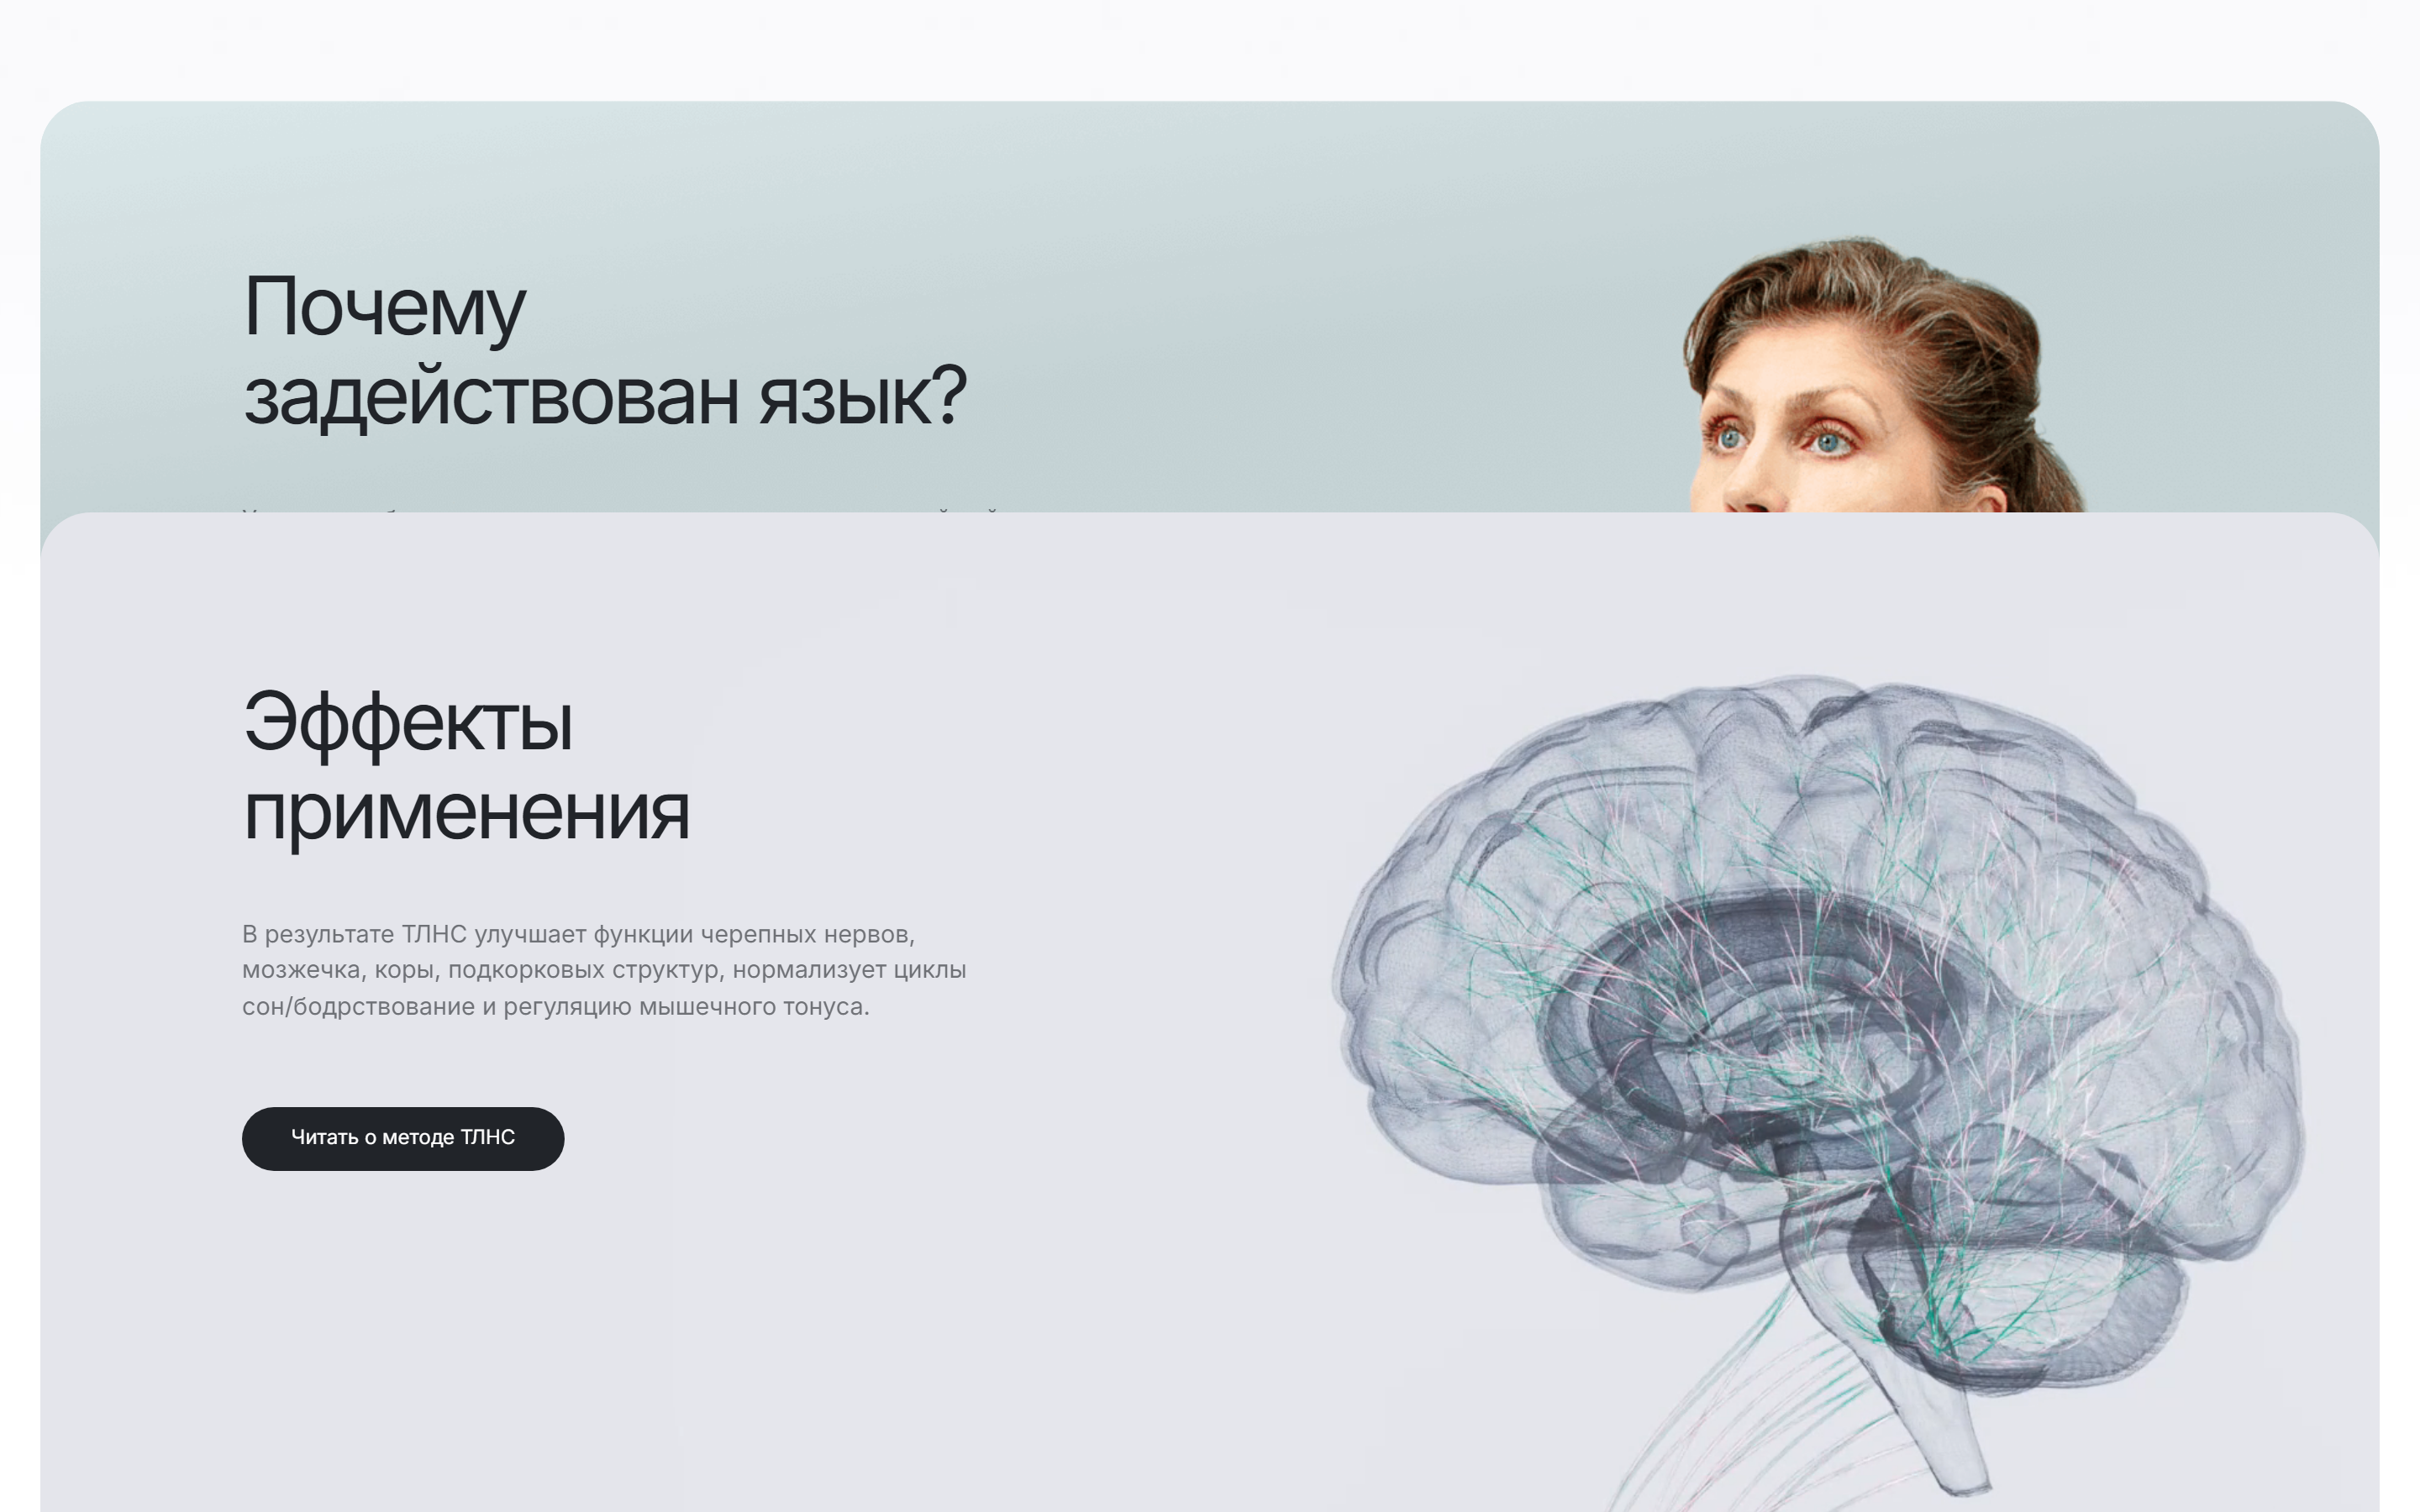 Почему
задействован язык?
Эффекты
применения
В результате ТЛНС улучшает функции черепных нервов,
мозжечка, коры, подкорковых структур, нормализует циклы
сон/бодрствование и регуляцию мышечного тонуса.
Читать о методе ТЛНС